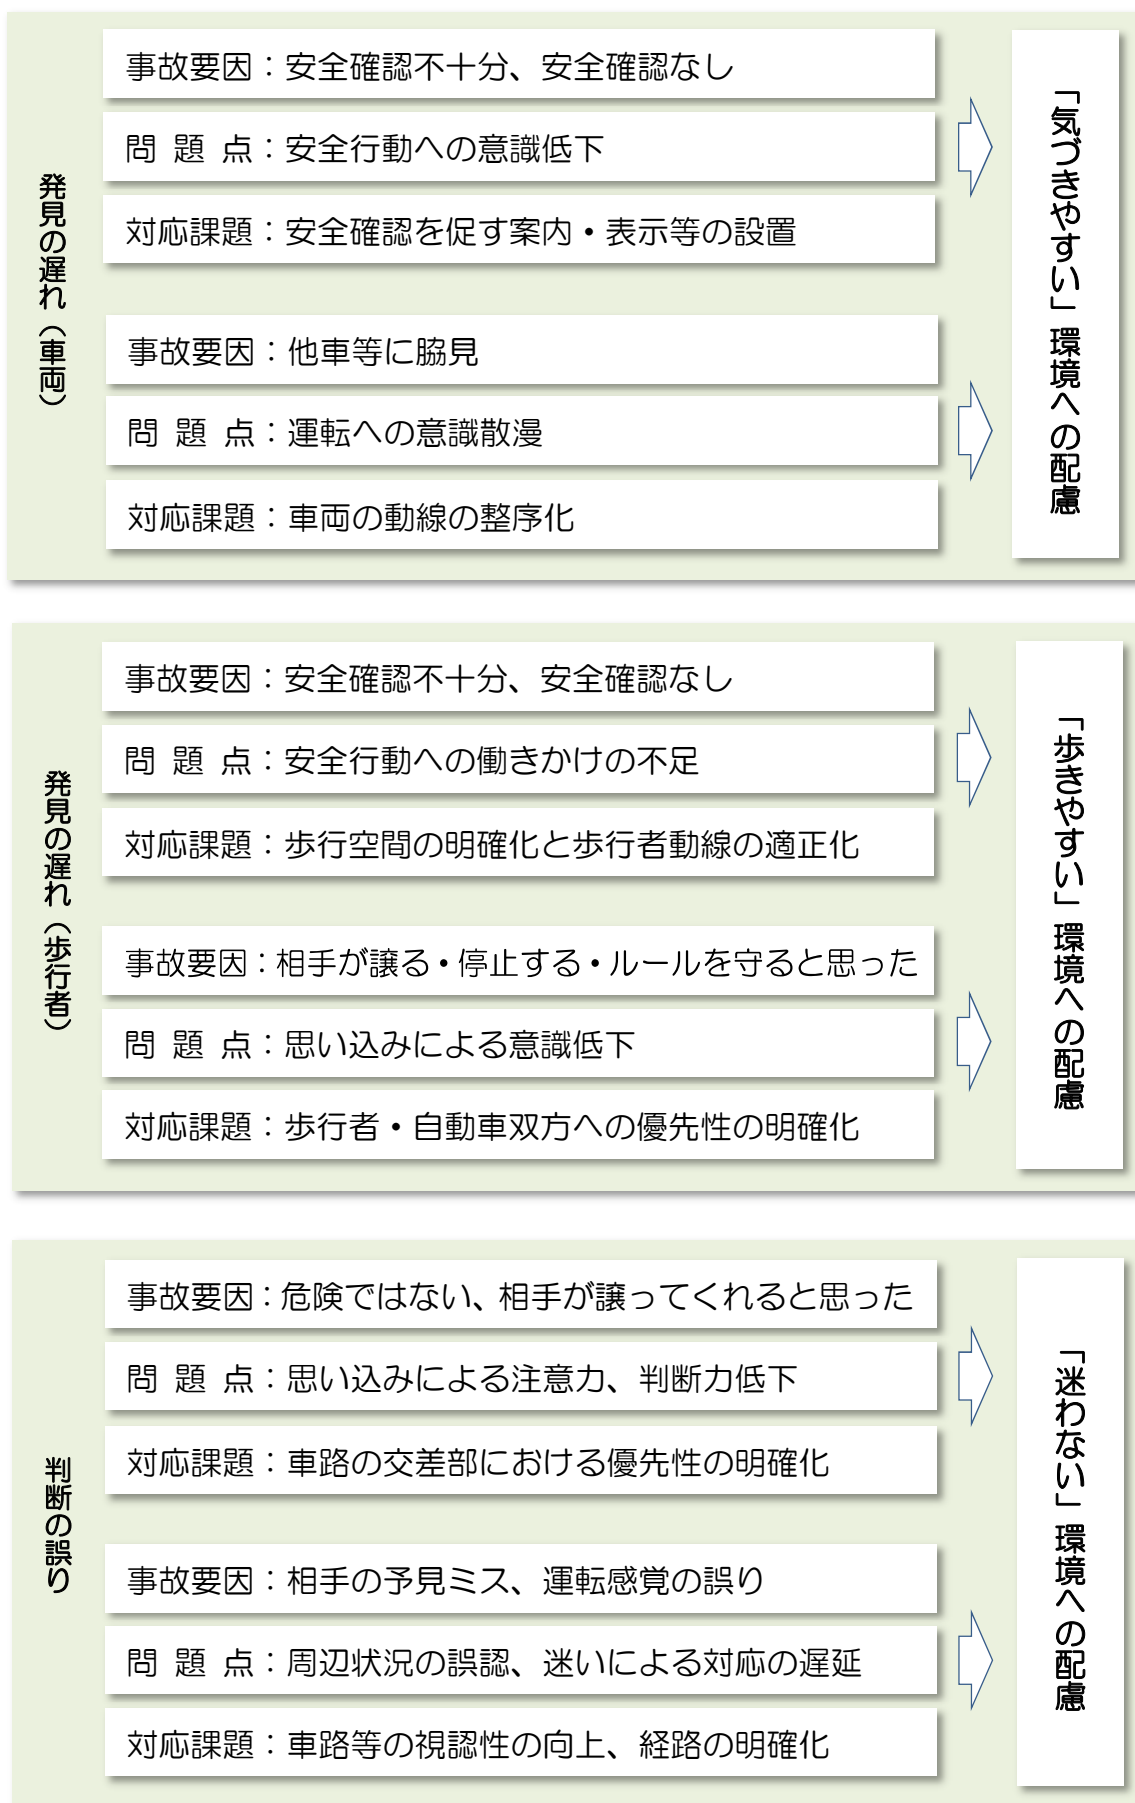 発見の遅れ（車両）
事故要因：安全確認不十分、安全確認なし
問 題 点：安全行動への意識低下
対応課題：安全確認を促す案内・表示等の設置
事故要因：他車等に脇見
問 題 点：運転への意識散漫
対応課題：車両の動線の整序化
「気づきやすい」環境への配慮
発見の遅れ（歩行者）
事故要因：安全確認不十分、安全確認なし
問 題 点：安全行動への働きかけの不足
対応課題：歩行空間の明確化と歩行者動線の適正化
事故要因：相手が譲る・停止する・ルールを守ると思った
問 題 点：思い込みによる意識低下
対応課題：歩行者・自動車双方への優先性の明確化
「歩きやすい」環境への配慮
判断の誤り
事故要因：危険ではない、相手が譲ってくれると思った
問 題 点：思い込みによる注意力、判断力低下
対応課題：車路の交差部における優先性の明確化
事故要因：相手の予見ミス、運転感覚の誤り
問 題 点：周辺状況の誤認、迷いによる対応の遅延
対応課題：車路等の視認性の向上、経路の明確化
「迷わない」環境への配慮